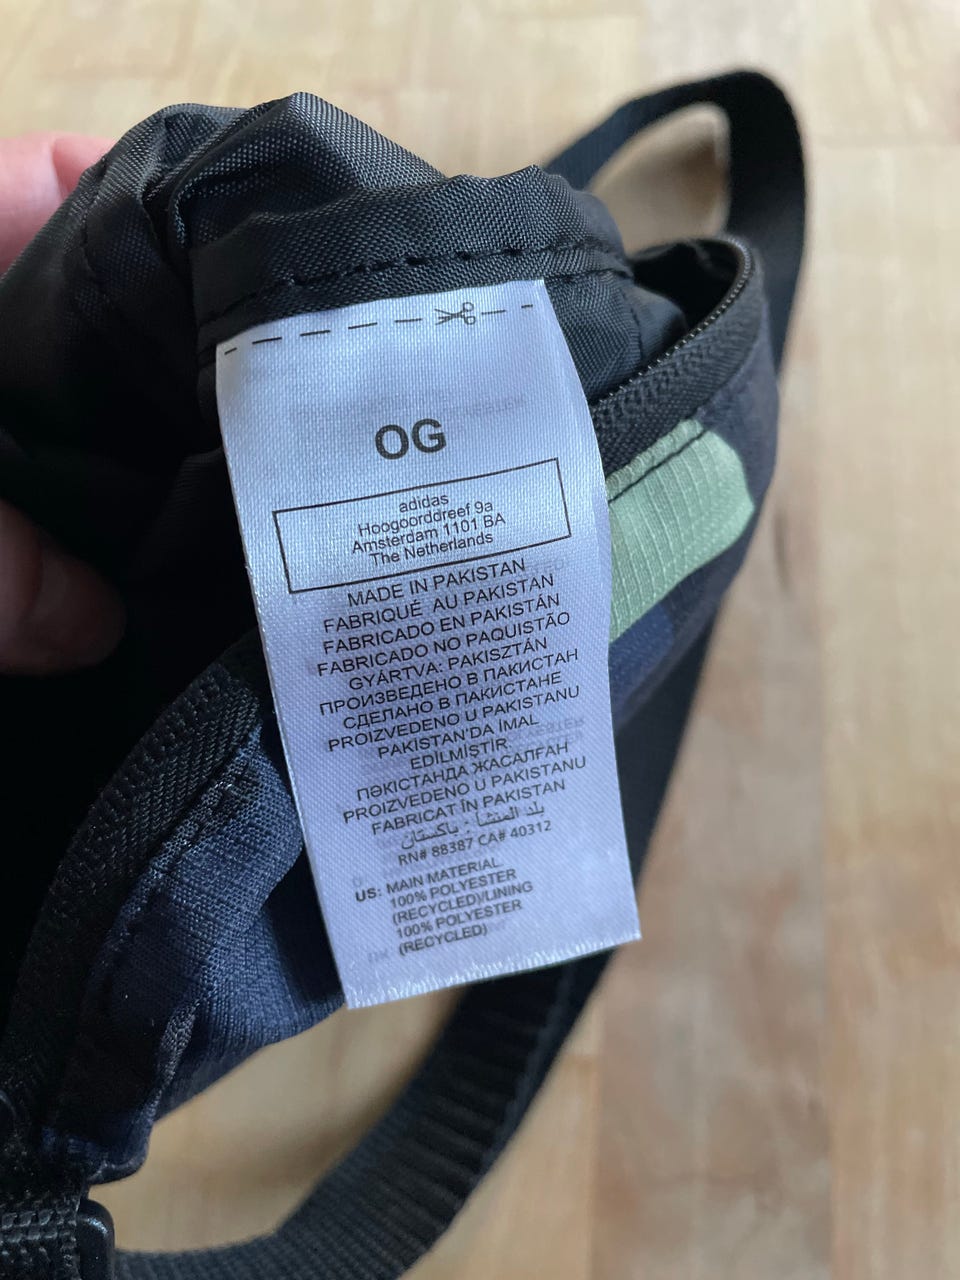 OG
adidas
Hoogoorddreef 9a
Amsterdam 1101 BA
The Netherlands
MADE IN PAKISTAN
FABRIQUÉ AU PAKISTAN
FABRICADO EN PAKISTÁN
FABRICADO NO PAQUISTÃO
GYÁRTVA: PAKISZTÁN
ПРОИЗВЕДЕНО В ПАКИСТАН
СДЕЛАНО В ПАКИСТАНЕ
PROIZVEDENO U PAKISTANU
PAKISTAN'DA İMAL
EDİLMİŞTİR.
ПӘКІСТАНДА ЖАСАЛҒАН
PROIZVEDENO U PAKISTANU
FABRICAT ÎN PAKISTAN
بلد المنشأ: باكستان
RN# 88387 CA# 40312
US: MAIN MATERIAL
100% POLYESTER
(RECYCLED)/LINING
100% POLYESTER
(RECYCLED)